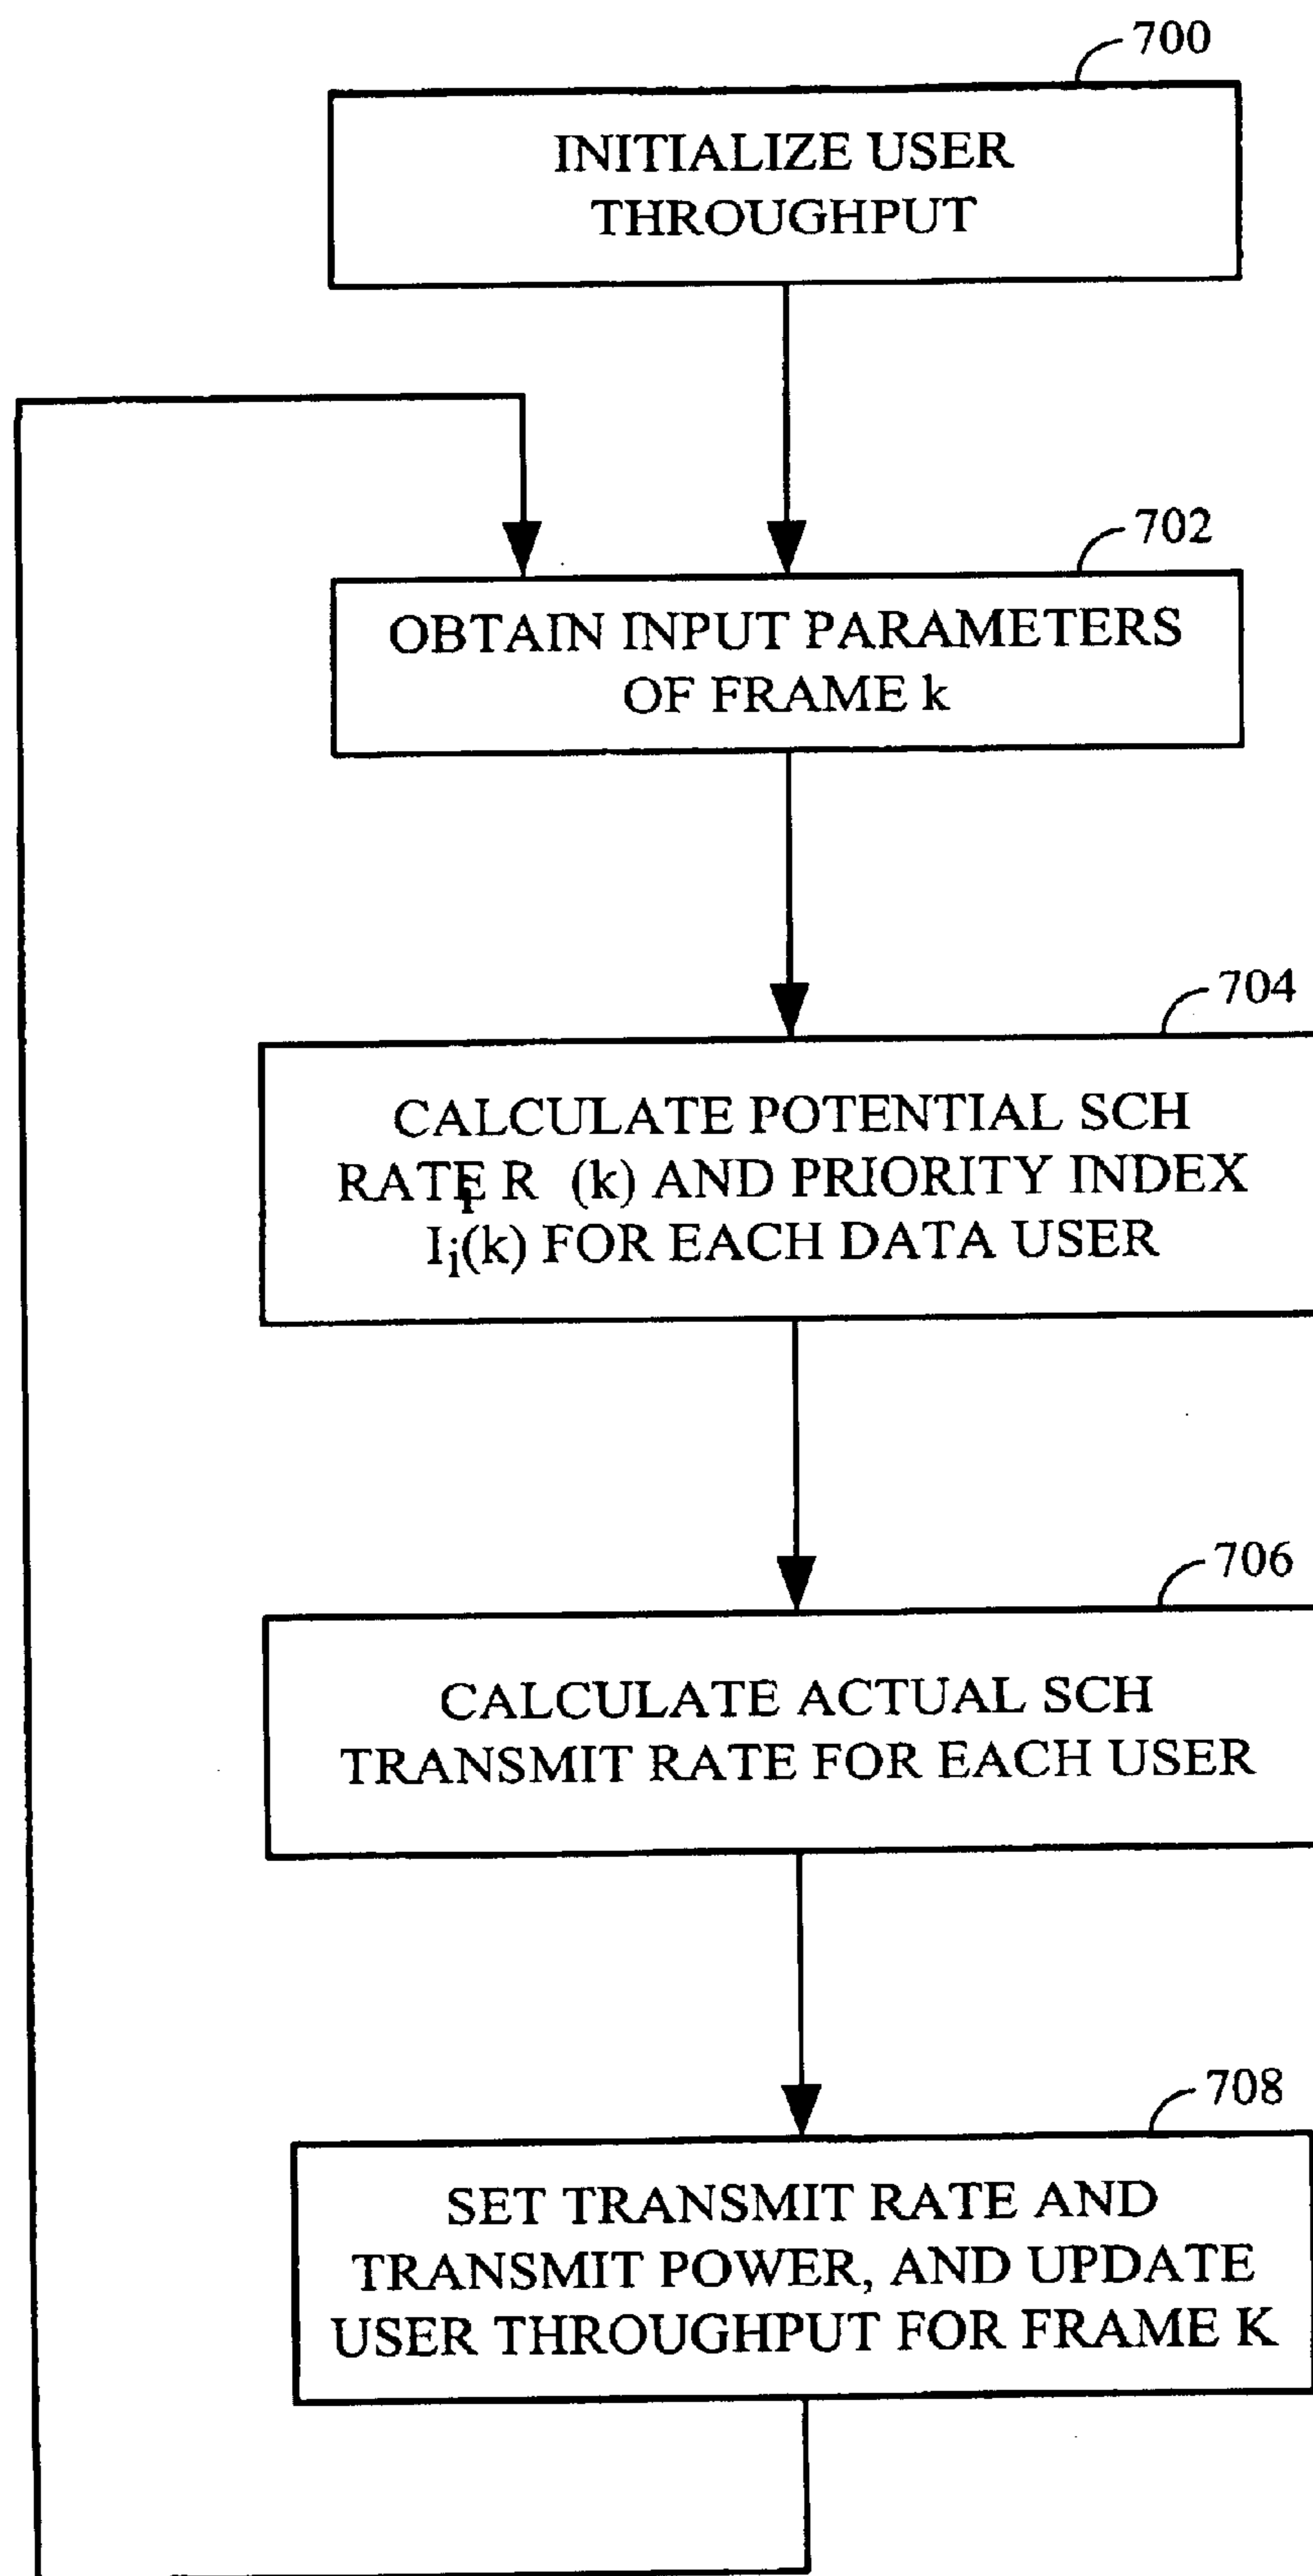 700
INITIALIZE USER
THROUGHPUT
702
OBTAIN INPUT PARAMETERS
OF FRAME k
704
CALCULATE POTENTIAL SCH
RATE Ri(k) AND PRIORITY INDEX
Ii(k) FOR EACH DATA USER
706
CALCULATE ACTUAL SCH
TRANSMIT RATE FOR EACH USER
708
SET TRANSMIT RATE AND
TRANSMIT POWER, AND UPDATE
USER THROUGHPUT FOR FRAME K